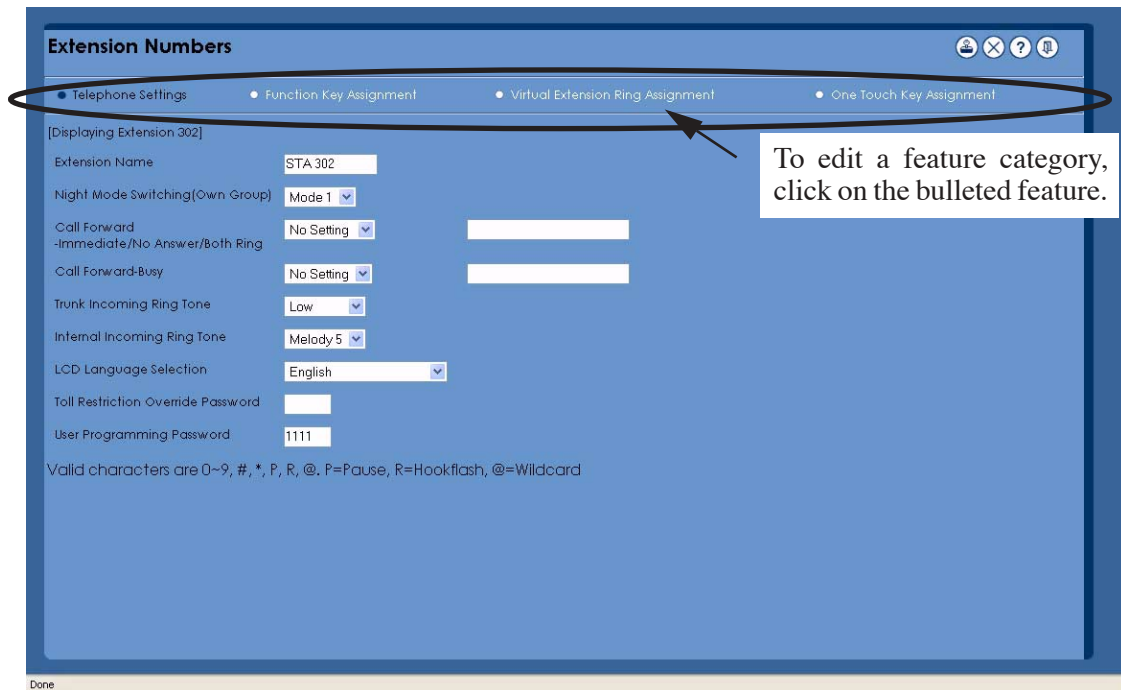 Extension Numbers
?
Telephone Settings Function Key Assignment Virtual Extension Ring Assignment One Touch Key Assignment
[Displaying Extension 302]
To edit a feature category,
click on the bulleted feature.
Extension Name STA 302
Night Mode Switching(Own Group) Mode 1
Call Forward
-Immediate/No Answer/Both Ring No Setting
Call Forward-Busy No Setting
Trunk Incoming Ring Tone Low
Internal Incoming Ring Tone Melody 5
LCD Language Selection English
Toll Restriction Override Password
User Programming Password 1111
Valid characters are 0~9, #, *, P, R, @. P=Pause, R=Hookflash, @=Wildcard
Done